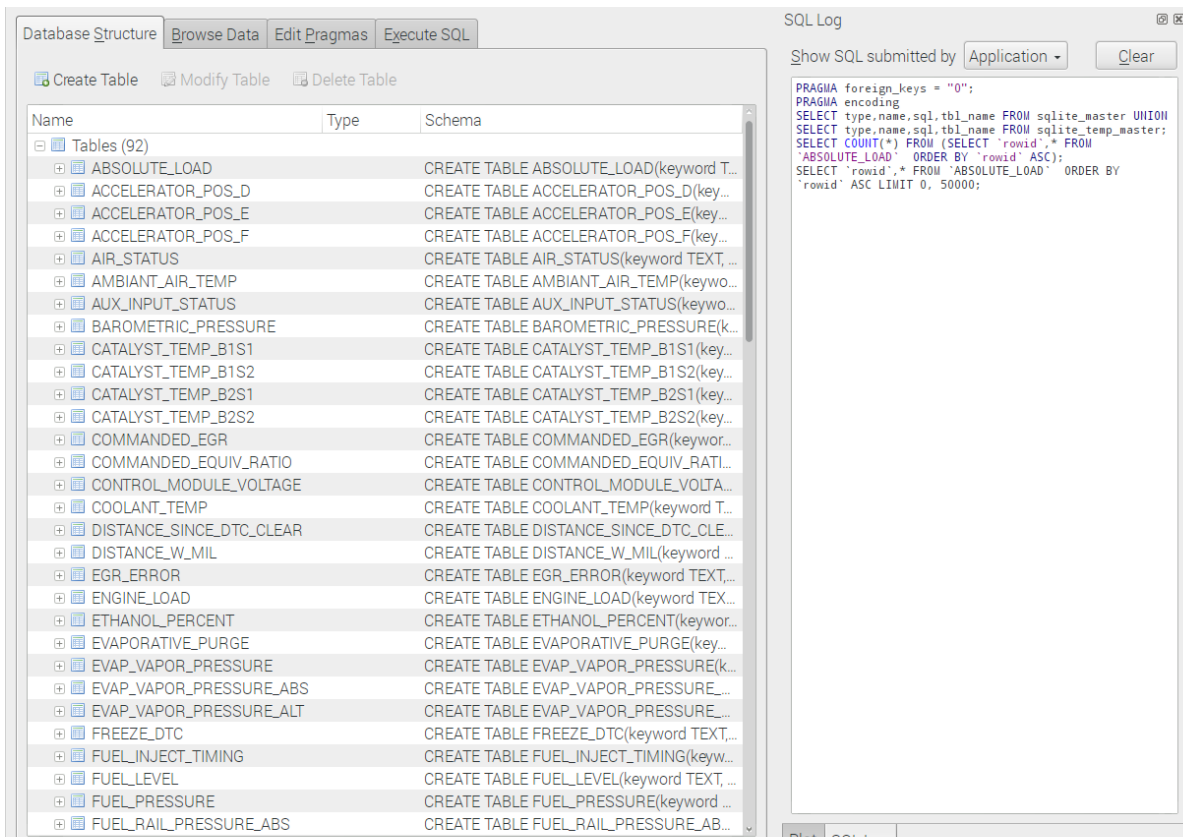 Database Structure Browse Data Edit Pragmas Execute SQL
Create Table Modify Table Delete Table
Name Type Schema
Tables (92)
ABSOLUTE_LOAD CREATE TABLE ABSOLUTE_LOAD(keyword T...
ACCELERATOR_POS_D CREATE TABLE ACCELERATOR_POS_D(key...
ACCELERATOR_POS_E CREATE TABLE ACCELERATOR_POS_E(key...
ACCELERATOR_POS_F CREATE TABLE ACCELERATOR_POS_F(key...
AIR_STATUS CREATE TABLE AIR_STATUS(keyword TEXT, ...
AMBIANT_AIR_TEMP CREATE TABLE AMBIANT_AIR_TEMP(keywo...
AUX_INPUT_STATUS CREATE TABLE AUX_INPUT_STATUS(keywo...
BAROMETRIC_PRESSURE CREATE TABLE BAROMETRIC_PRESSURE(k...
CATALYST_TEMP_B1S1 CREATE TABLE CATALYST_TEMP_B1S1(key...
CATALYST_TEMP_B1S2 CREATE TABLE CATALYST_TEMP_B1S2(key...
CATALYST_TEMP_B2S1 CREATE TABLE CATALYST_TEMP_B2S1(key...
CATALYST_TEMP_B2S2 CREATE TABLE CATALYST_TEMP_B2S2(key...
COMMANDED_EGR CREATE TABLE COMMANDED_EGR(keywor...
COMMANDED_EQUIV_RATIO CREATE TABLE COMMANDED_EQUIV_RATI...
CONTROL_MODULE_VOLTAGE CREATE TABLE CONTROL_MODULE_VOLTA...
COOLANT_TEMP CREATE TABLE COOLANT_TEMP(keyword T...
DISTANCE_SINCE_DTC_CLEAR CREATE TABLE DISTANCE_SINCE_DTC_CLE...
DISTANCE_W_MIL CREATE TABLE DISTANCE_W_MIL(keyword ...
EGR_ERROR CREATE TABLE EGR_ERROR(keyword TEXT,...
ENGINE_LOAD CREATE TABLE ENGINE_LOAD(keyword TEX...
ETHANOL_PERCENT CREATE TABLE ETHANOL_PERCENT(keywor...
EVAPORATIVE_PURGE CREATE TABLE EVAPORATIVE_PURGE(key...
EVAP_VAPOR_PRESSURE CREATE TABLE EVAP_VAPOR_PRESSURE(k...
EVAP_VAPOR_PRESSURE_ABS CREATE TABLE EVAP_VAPOR_PRESSURE_...
EVAP_VAPOR_PRESSURE_ALT CREATE TABLE EVAP_VAPOR_PRESSURE_...
FREEZE_DTC CREATE TABLE FREEZE_DTC(keyword TEXT,...
FUEL_INJECT_TIMING CREATE TABLE FUEL_INJECT_TIMING(keyw...
FUEL_LEVEL CREATE TABLE FUEL_LEVEL(keyword TEXT, ...
FUEL_PRESSURE CREATE TABLE FUEL_PRESSURE(keyword ...
FUEL_RAIL_PRESSURE_ABS CREATE TABLE FUEL_RAIL_PRESSURE_AB...
SQL Log
Show SQL submitted by Application Clear
PRAGMA foreign_keys = "0";
PRAGMA encoding
SELECT type,name,sql,tbl_name FROM sqlite_master UNION
SELECT type,name,sql,tbl_name FROM sqlite_temp_master;
SELECT COUNT(*) FROM (SELECT `rowid`,* FROM
`ABSOLUTE_LOAD` ORDER BY `rowid` ASC);
SELECT `rowid`,* FROM `ABSOLUTE_LOAD` ORDER BY
`rowid` ASC LIMIT 0, 50000;